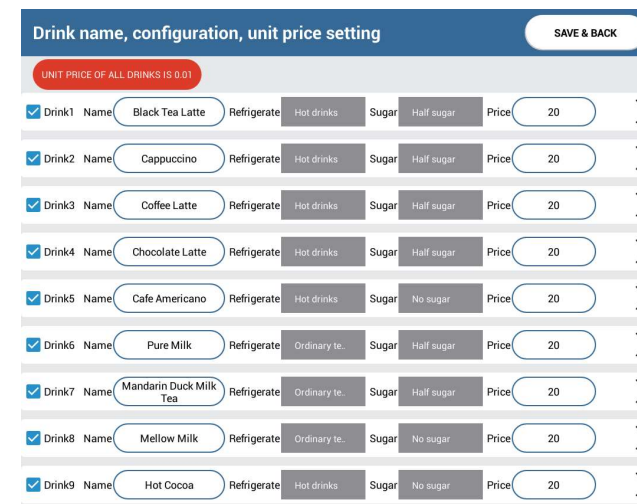 Drink name, configuration, unit price setting SAVE & BACK
UNIT PRICE OF ALL DRINKS IS 0.01
Drink1 Name Black Tea Latte Refrigerate Hot drinks Sugar Half sugar Price 20
Drink2 Name Cappuccino Refrigerate Hot drinks Sugar Half sugar Price 20
Drink3 Name Coffee Latte Refrigerate Hot drinks Sugar Half sugar Price 20
Drink4 Name Chocolate Latte Refrigerate Hot drinks Sugar Half sugar Price 20
Drink5 Name Cafe Americano Refrigerate Hot drinks Sugar No sugar Price 20
Drink6 Name Pure Milk Refrigerate Ordinary te.. Sugar Half sugar Price 20
Drink7 Name Mandarin Duck Milk Tea Refrigerate Ordinary te.. Sugar Half sugar Price 20
Drink8 Name Mellow Milk Refrigerate Ordinary te.. Sugar No sugar Price 20
Drink9 Name Hot Cocoa Refrigerate Hot drinks Sugar No sugar Price 20